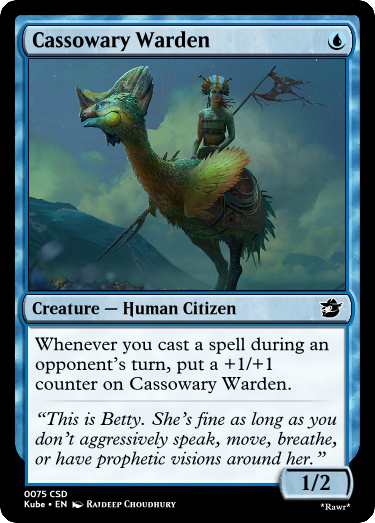 Cassowary Warden
Creature — Human Citizen
Whenever you cast a spell during an
opponent's turn, put a +1/+1
counter on Cassowary Warden.
“This is Betty. She's fine as long as you
don't aggressively speak, move, breathe,
or have prophetic visions around her.”
1/2
0075 CSD
Kube • EN Rajdeep Choudhury
*Rawr*